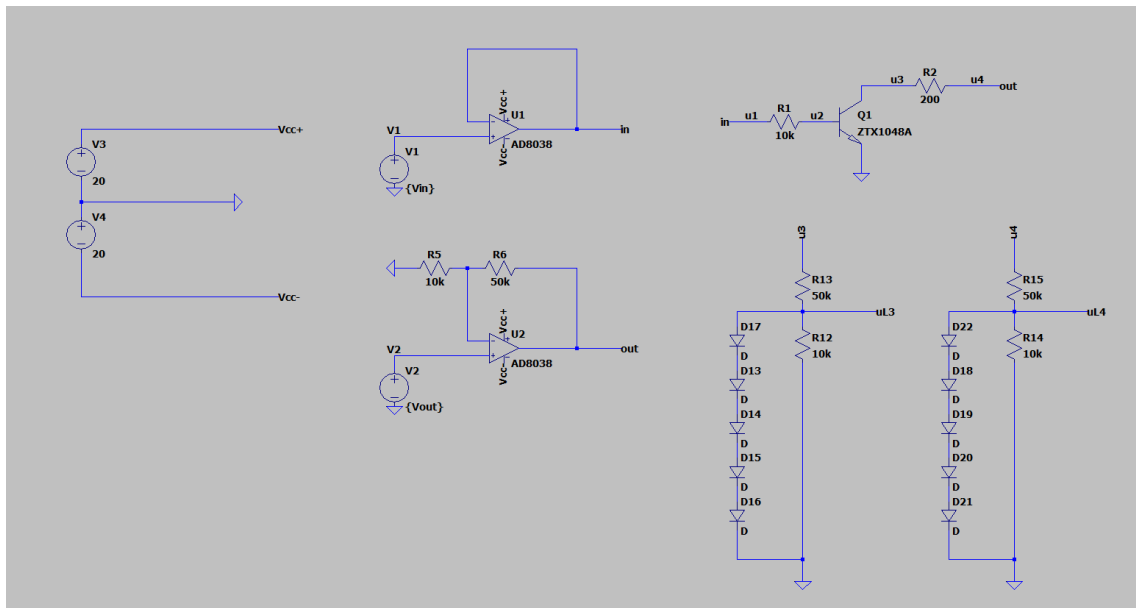 Vcc+
V3
20
V4
20
Vcc-
V1
V1
{Vin}
Vcc+
U1
AD8038
Vcc-
in
R5
10k
R6
50k
V2
V2
{Vout}
Vcc+
U2
AD8038
Vcc-
out
in
u1
R1
10k
u2
Q1
ZTX1048A
u3
R2
200
u4
out
u3
R13
50k
uL3
R12
10k
D17
D
D13
D
D14
D
D15
D
D16
D
u4
R15
50k
uL4
R14
10k
D22
D
D18
D
D19
D
D20
D
D21
D